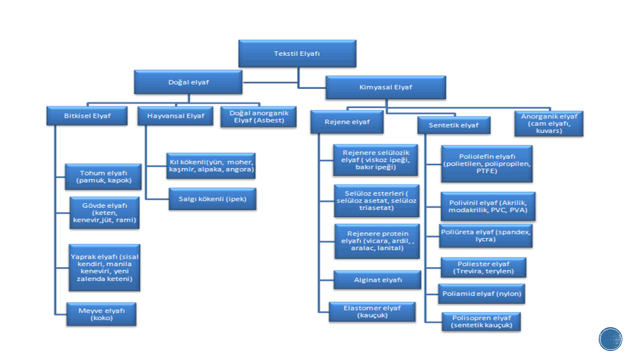 Tekstil Elyafı
Doğal elyaf
Kimyasal Elyaf
Bitkisel Elyaf
Hayvansal Elyaf
Doğal anorganik
Elyaf (Asbest)
Rejene elyaf
Sentetik elyaf
Anorganik elyaf
(cam elyafı,
kuvars)
Tohum elyafı
(pamuk, kapok)
Gövde elyafı
(keten,
kenevir,jüt, rami)
Yaprak elyafı (sisal
kendiri, manila
keneviri, yeni
zalenda keteni)
Meyve elyafı
(koko)
Kıl kökenli(yün, moher,
kaşmir, alpaka, angora)
Salgı kökenli (ipek)
Rejenere selülozik
elyaf ( viskoz ipeği,
bakır ipeği)
Selüloz esterleri (
selüloz asetat, selüloz
triasetat)
Rejenere protein
elyafı (vicara, ardil, ,
aralac, lanital)
Alginat elyafı
Elastomer elyaf
(kauçuk)
Poliolefin elyafı
(polietilen, polipropilen,
PTFE)
Polivinil elyaf (Akrilik,
modakrilik, PVC, PVA)
Poliüreta elyaf (spandex,
lycra)
Poliester elyaf
(Trevira, terylen)
Poliamid elyaf (nylon)
Polisopren elyaf
(sentetik kauçuk)